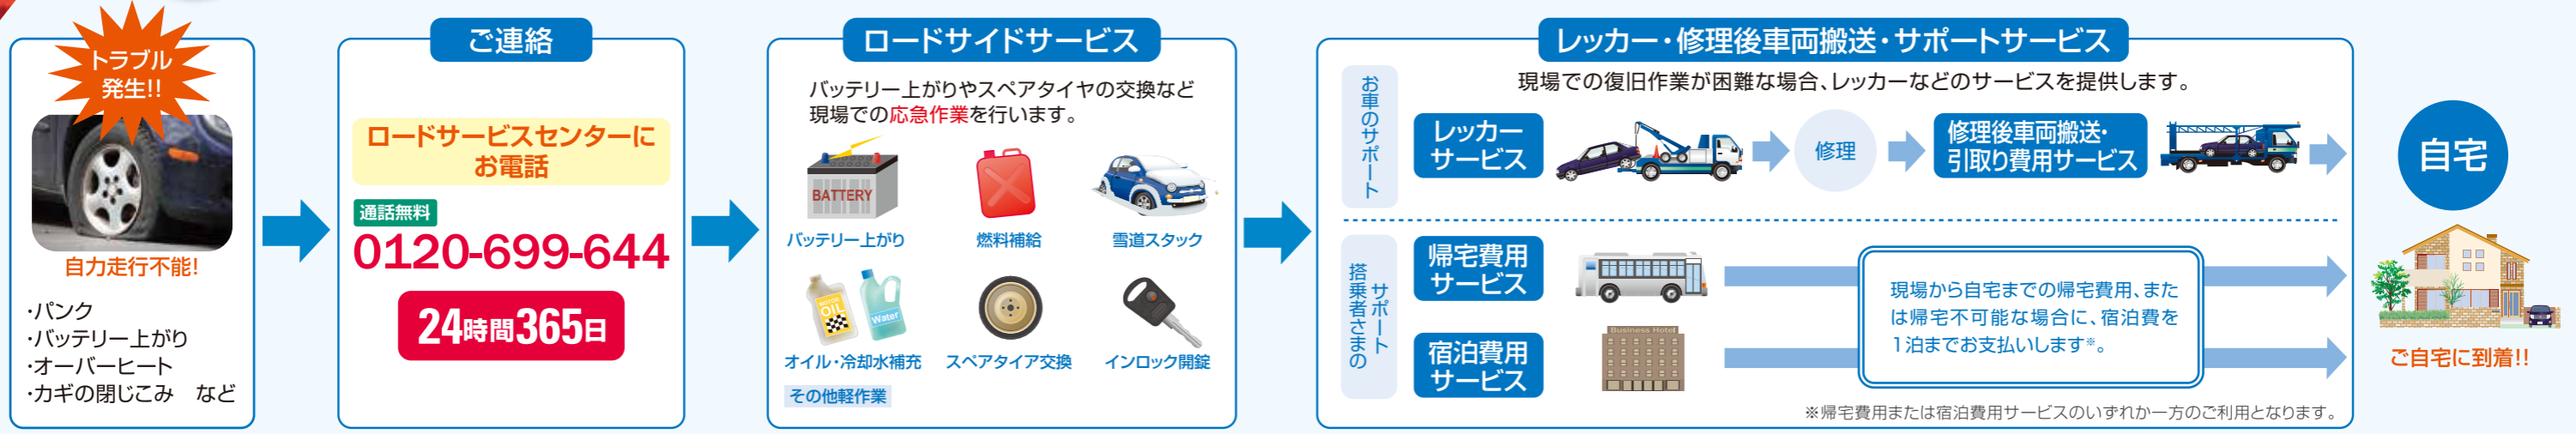 トラブル
発生!!
自力走行不能!
・パンク
・バッテリー上がり
・オーバーヒート
・カギの閉じこみ　など
ご連絡
ロードサービスセンターに
お電話
通話無料
0120-699-644
24時間365日
ロードサイドサービス
バッテリー上がりやスペアタイヤの交換など
現場での応急作業を行います。
BATTERY
バッテリー上がり
燃料補給
雪道スタック
MOTOR
OIL
Water
オイル・冷却水補充
スペアタイア交換
インロック開錠
その他軽作業
レッカー・修理後車両搬送・サポートサービス
お車のサポート
現場での復旧作業が困難な場合、レッカーなどのサービスを提供します。
レッカー
サービス
修理
修理後車両搬送・
引取り費用サービス
搭乗者さまの
サポート
帰宅費用
サービス
宿泊費用
サービス
Business Hotel
現場から自宅までの帰宅費用、また
は帰宅不可能な場合に、宿泊費を
1泊までお支払いします※。
※帰宅費用または宿泊費用サービスのいずれか一方のご利用となります。
自宅
ご自宅に到着!!